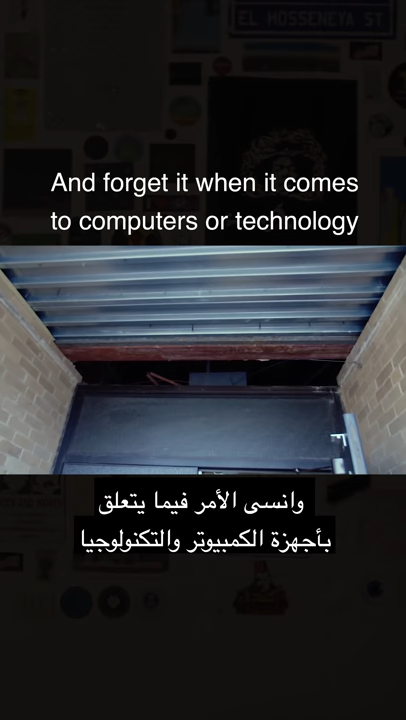 EL HOSSENEYA ST.
And forget it when it comes
to computers or technology
وانسى الأمر فيما يتعلق
بأجهزة الكمبيوتر والتكنولوجيا